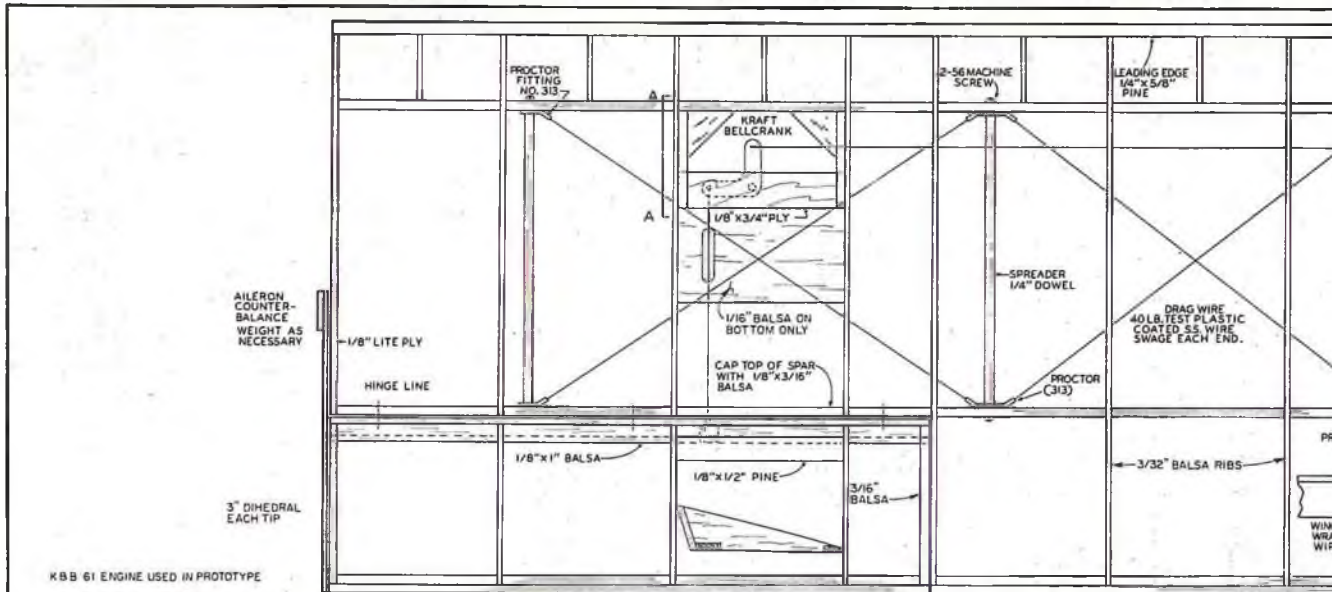 PROCTOR
FITTING
NO. 313
A
A
KRAFT
BELLCRANK
2-56 MACHINE
SCREW
LEADING EDGE
1/4"X5/8"
PINE
1/8"X3/4" PLY
SPREADER
1/4" DOWEL
DRAG WIRE
40 LB. TEST PLASTIC
COATED S.S. WIRE
SWAGE EACH END.
AILERON
COUNTER-
BALANCE
WEIGHT AS
NECESSARY
1/8" LITE PLY
1/16" BALSA ON
BOTTOM ONLY
CAP TOP OF SPAR
WITH 1/8"X3/16"
BALSA
PROCTOR
(313)
HINGE LINE
1/8"X1" BALSA
1/8"X1/2" PINE
3/16"
BALSA
3/32" BALSA RIBS
PR
WING
WRA
WIR
3" DIHEDRAL
EACH TIP
K&B 61 ENGINE USED IN PROTOTYPE